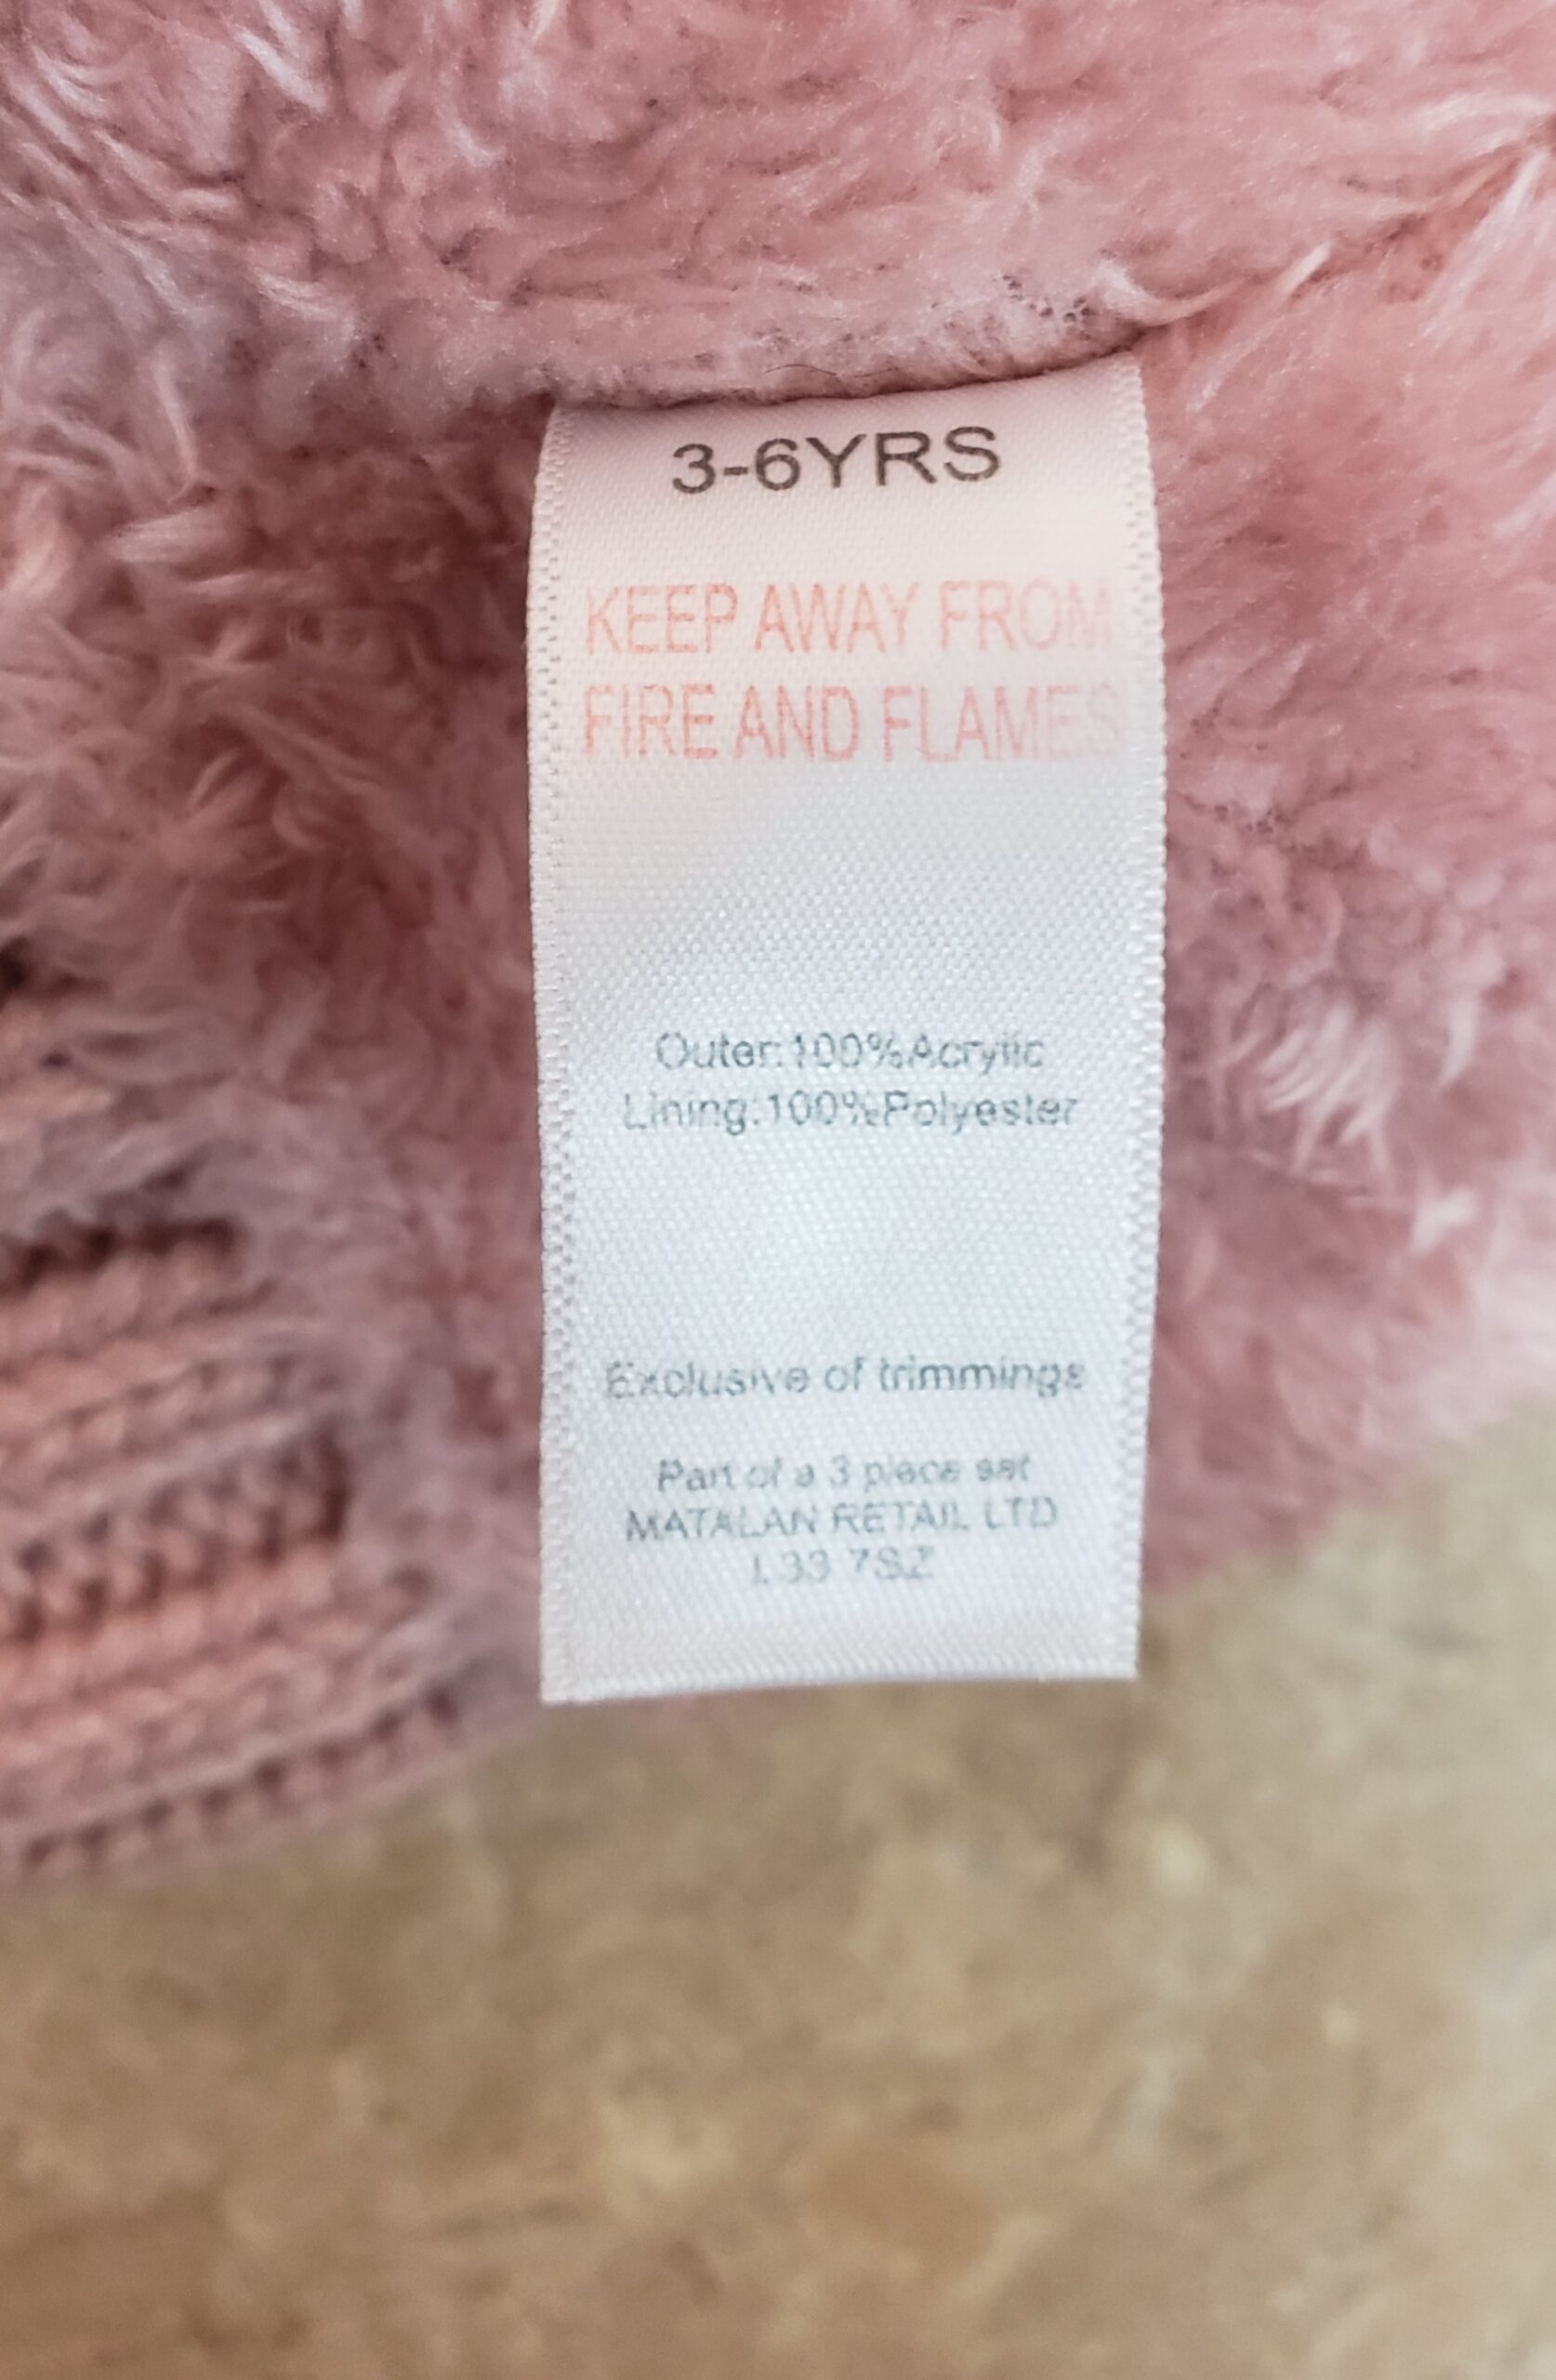 3-6YRS
KEEP AWAY FROM
FIRE AND FLAMES
Outer:100%Acrylic
Lining:100%Polyester
Exclusive of trimmings
Part of a 3 piece set
MATALAN RETAIL LTD
L33 7SZ